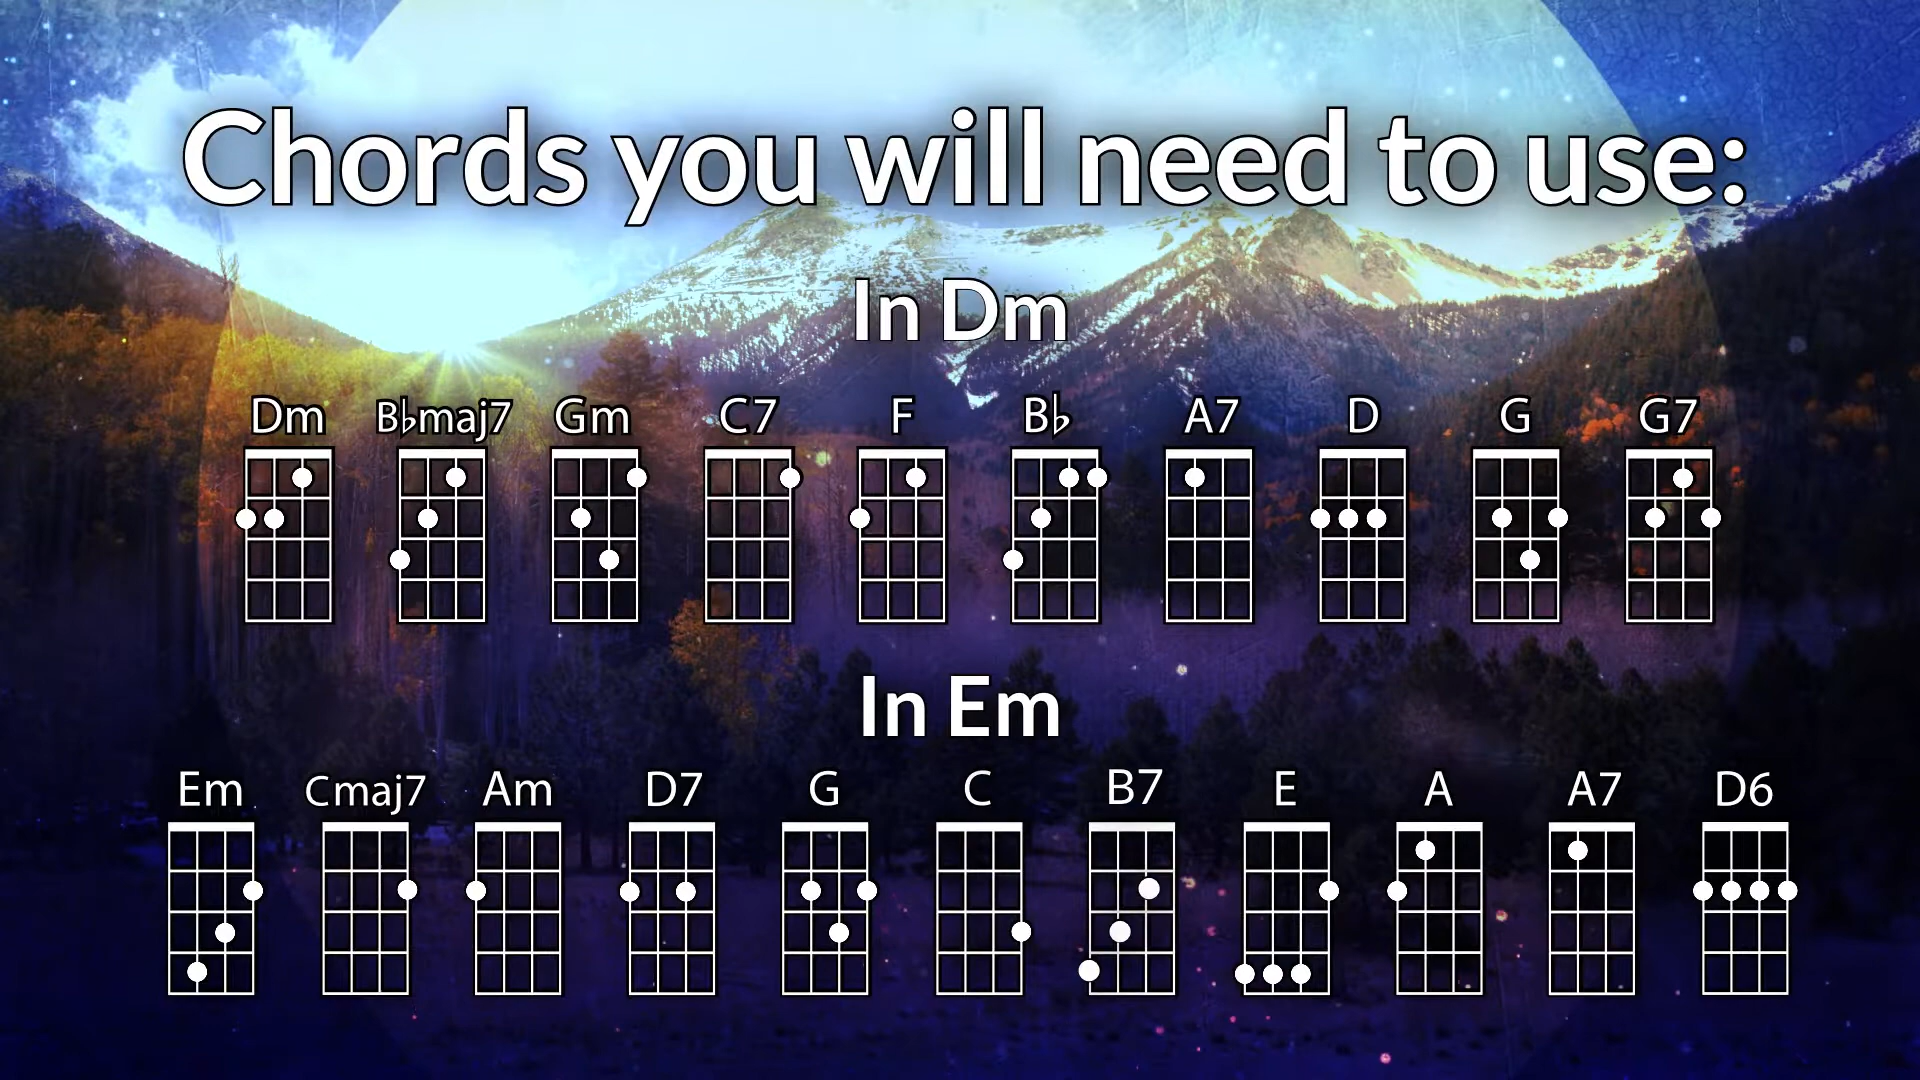 Chords you will need to use:
In Dm
Dm B♭maj7 Gm C7 F B♭ A7 D G G7
In Em
Em Cmaj7 Am D7 G C B7 E A A7 D6